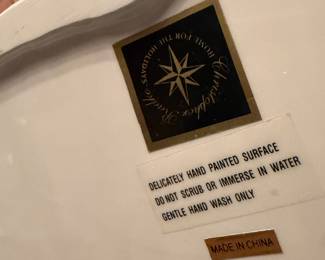 Christopher Radko
HOME FOR THE HOLIDAYS
DELICATELY HAND PAINTED SURFACE
DO NOT SCRUB OR IMMERSE IN WATER
GENTLE HAND WASH ONLY
MADE IN CHINA